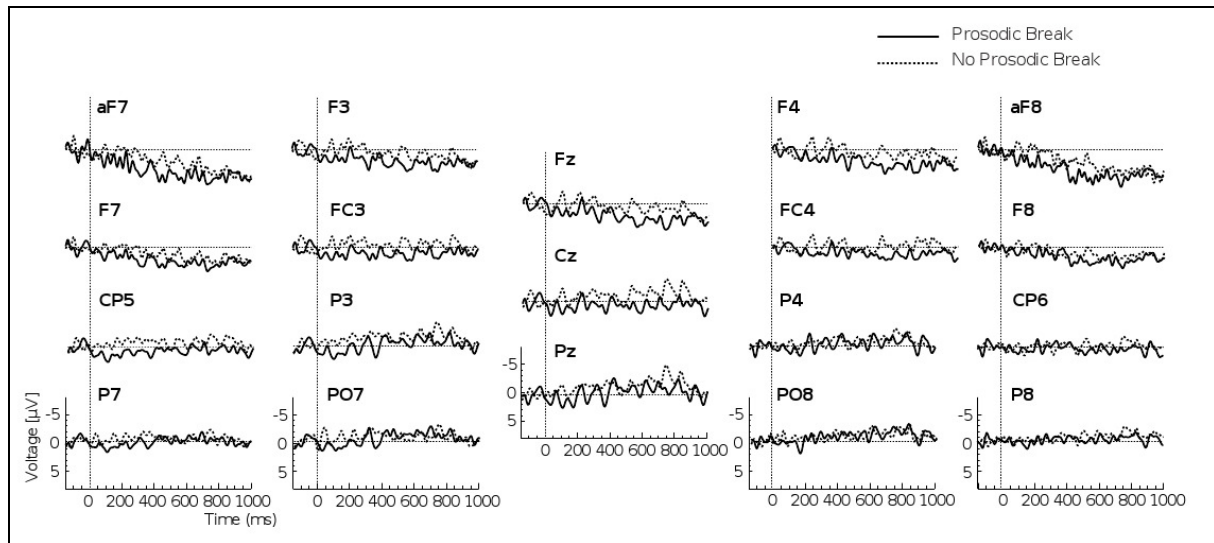 Prosodic Break
No Prosodic Break
aF7 F3 F4 aF8
Fz
F7 FC3 FC4 F8
Cz
CP5 P3 P4 CP6
Pz
-5
0
5
P7 PO7 PO8 P8
-5 -5 -5 -5
0 0 0 0
5 5 5 5
Voltage [µV]
0 200 400 600 800 1000
0 200 400 600 800 1000
0 200 400 600 800 1000
0 200 400 600 800 1000
0 200 400 600 800 1000
Time (ms)